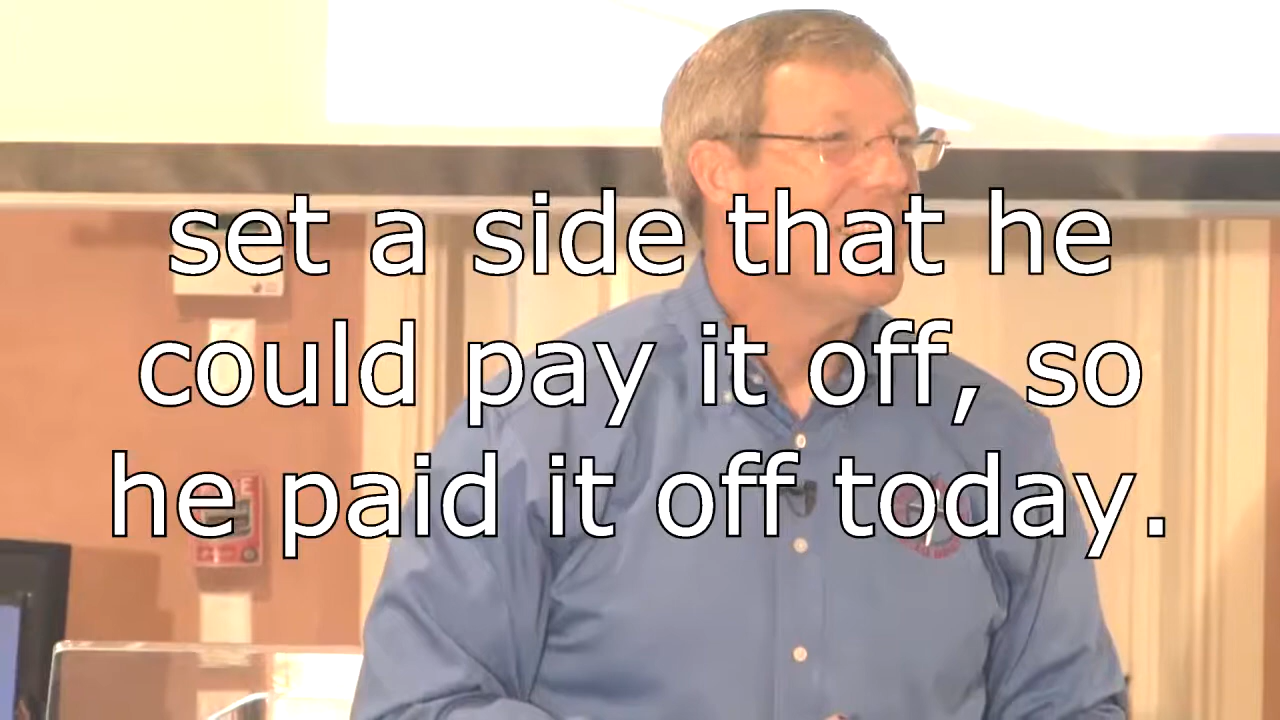 set a side that he
could pay it off, so
he paid it off today.